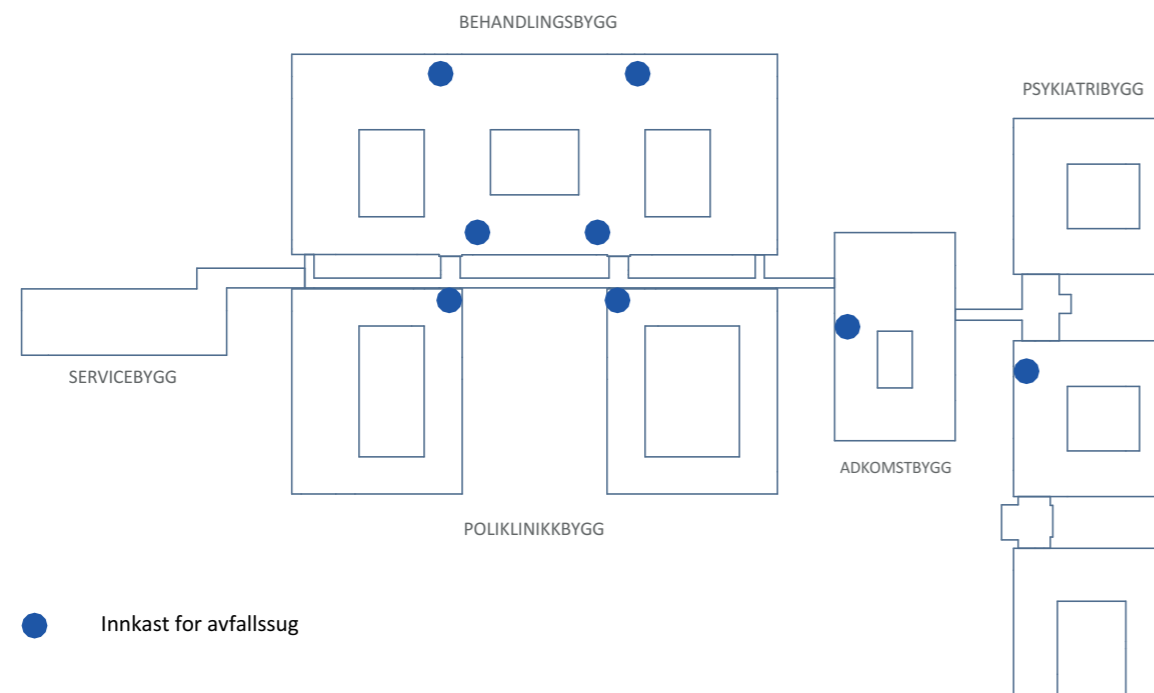 BEHANDLINGSBYGG
PSYKIATRIBYGG
SERVICEBYGG
ADKOMSTBYGG
POLIKLINIKKBYGG
Innkast for avfallssug